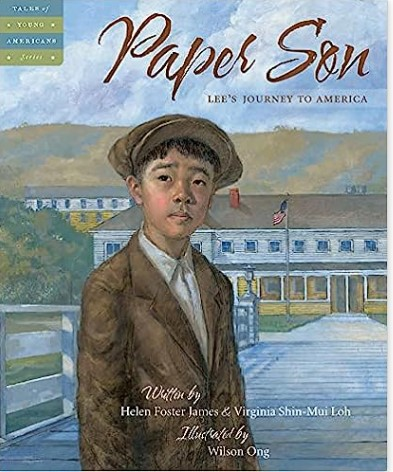 TALES of
YOUNG
AMERICANS
Series
Paper Son
LEE'S JOURNEY TO AMERICA
Written by
Helen Foster James & Virginia Shin-Mui Loh
Illustrated by
Wilson Ong